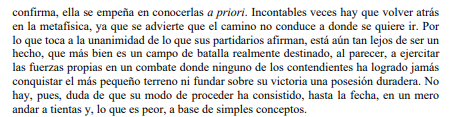 confirma, ella se empeña en conocerlas a priori. Incontables veces hay que volver atrás
en la metafísica, ya que se advierte que el camino no conduce a donde se quiere ir. Por
lo que toca a la unanimidad de lo que sus partidarios afirman, está aún tan lejos de ser un
hecho, que más bien es un campo de batalla realmente destinado, al parecer, a ejercitar
las fuerzas propias en un combate donde ninguno de los contendientes ha logrado jamás
conquistar el más pequeño terreno ni fundar sobre su victoria una posesión duradera. No
hay, pues, duda de que su modo de proceder ha consistido, hasta la fecha, en un mero
andar a tientas y, lo que es peor, a base de simples conceptos.